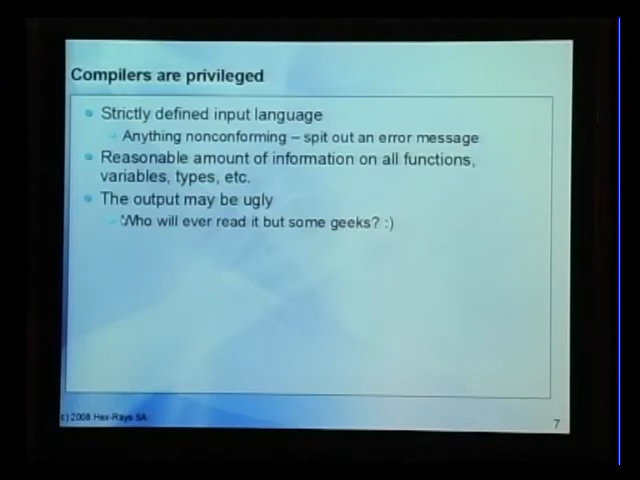 Compilers are privileged
Strictly defined input language
Anything nonconforming – spit out an error message
Reasonable amount of information on all functions,
variables, types, etc.
The output may be ugly
Who will ever read it but some geeks? :)
(c) 2008 Hex-Rays SA
7